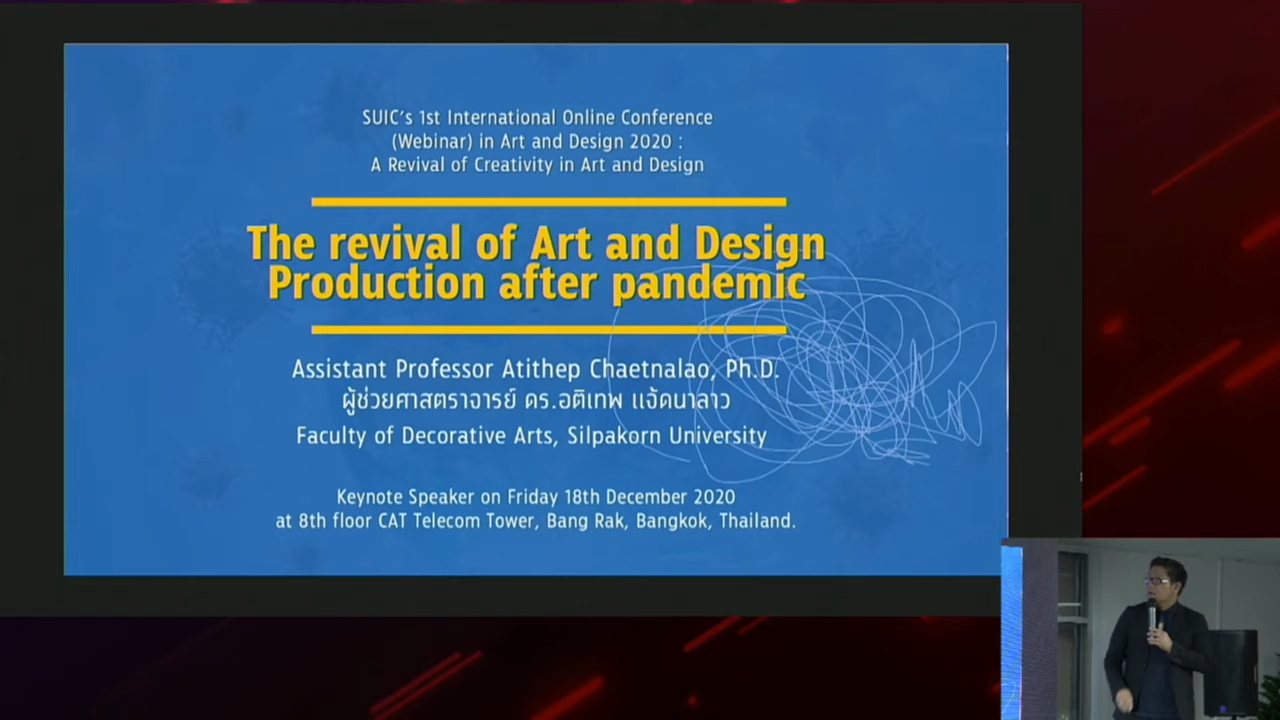 SUIC's 1st International Online Conference
(Webinar) in Art and Design 2020 :
A Revival of Creativity in Art and Design
The revival of Art and Design
Production after pandemic
Assistant Professor Atithep Chaetnalao, Ph.D.
ผู้ช่วยศาสตราจารย์ ดร.อติเทพ แจ้ดนาลาว
Faculty of Decorative Arts, Silpakorn University
Keynote Speaker on Friday 18th December 2020
at 8th floor CAT Telecom Tower, Bang Rak, Bangkok, Thailand.